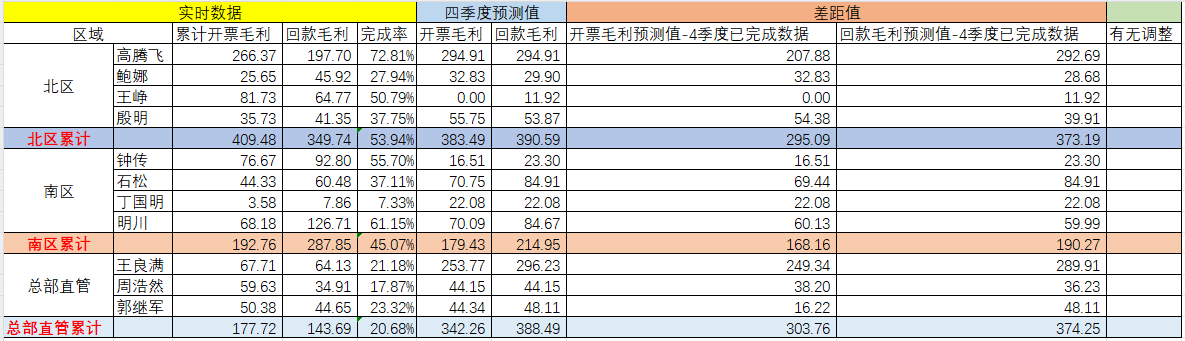 实时数据 四季度预测值 差距值
区域 累计开票毛利 回款毛利 完成率 开票毛利 回款毛利 开票毛利预测值-4季度已完成数据 回款毛利预测值-4季度已完成数据 有无调整
北区 高腾飞 266.37 197.70 72.81% 294.91 294.91 207.88 292.69
鲍娜 25.65 45.92 27.94% 32.83 29.90 32.83 28.68
王峥 81.73 64.77 50.79% 0.00 11.92 0.00 11.92
殷明 35.73 41.35 37.75% 55.75 53.87 54.38 39.91
北区累计 409.48 349.74 53.94% 383.49 390.59 295.09 373.19
南区 钟传 76.67 92.80 55.70% 16.51 23.30 16.51 23.30
石松 44.33 60.48 37.11% 70.75 84.91 69.44 84.91
丁国明 3.58 7.86 7.33% 22.08 22.08 22.08 22.08
明川 68.18 126.71 61.15% 70.09 84.67 60.13 59.99
南区累计 192.76 287.85 45.07% 179.43 214.95 168.16 190.27
总部直管 王良满 67.71 64.13 21.18% 253.77 296.23 249.34 289.91
周浩然 59.63 34.91 17.87% 44.15 44.15 38.20 36.23
郭继军 50.38 44.65 23.32% 44.34 48.11 16.22 48.11
总部直管累计 177.72 143.69 20.68% 342.26 388.49 303.76 374.25